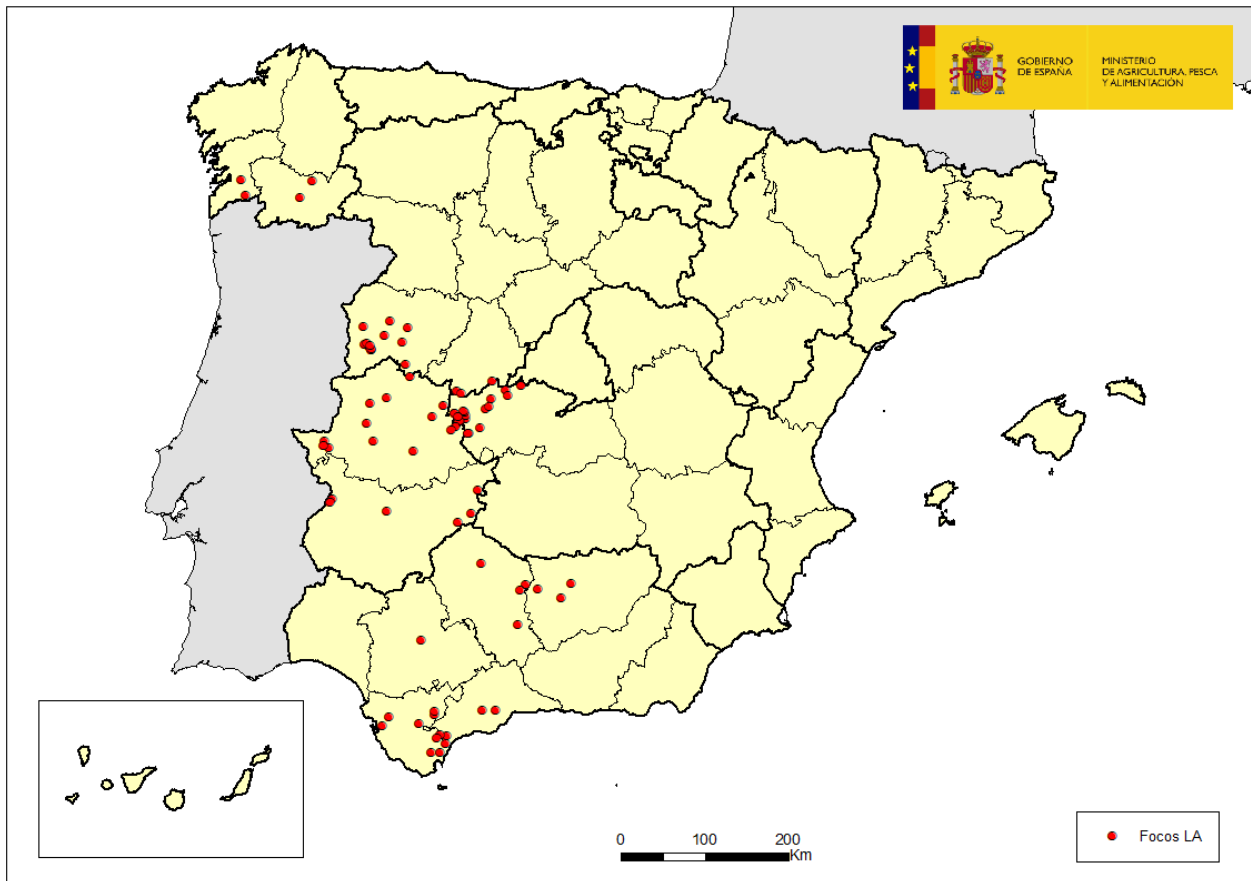 GOBIERNO
DE ESPAÑA
MINISTERIO
DE AGRICULTURA, PESCA
Y ALIMENTACIÓN
0 100 200
Km
Focos LA